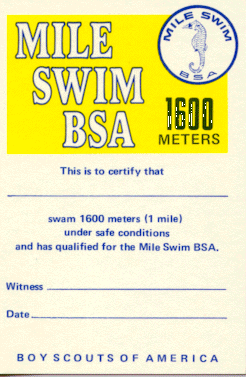 MILE
SWIM
BSA
MILE SWIM
BSA
1600
METERS
This is to certify that
swam 1600 meters (1 mile)
under safe conditions
and has qualified for the Mile Swim BSA.
Witness
Date
BOY SCOUTS OF AMERICA